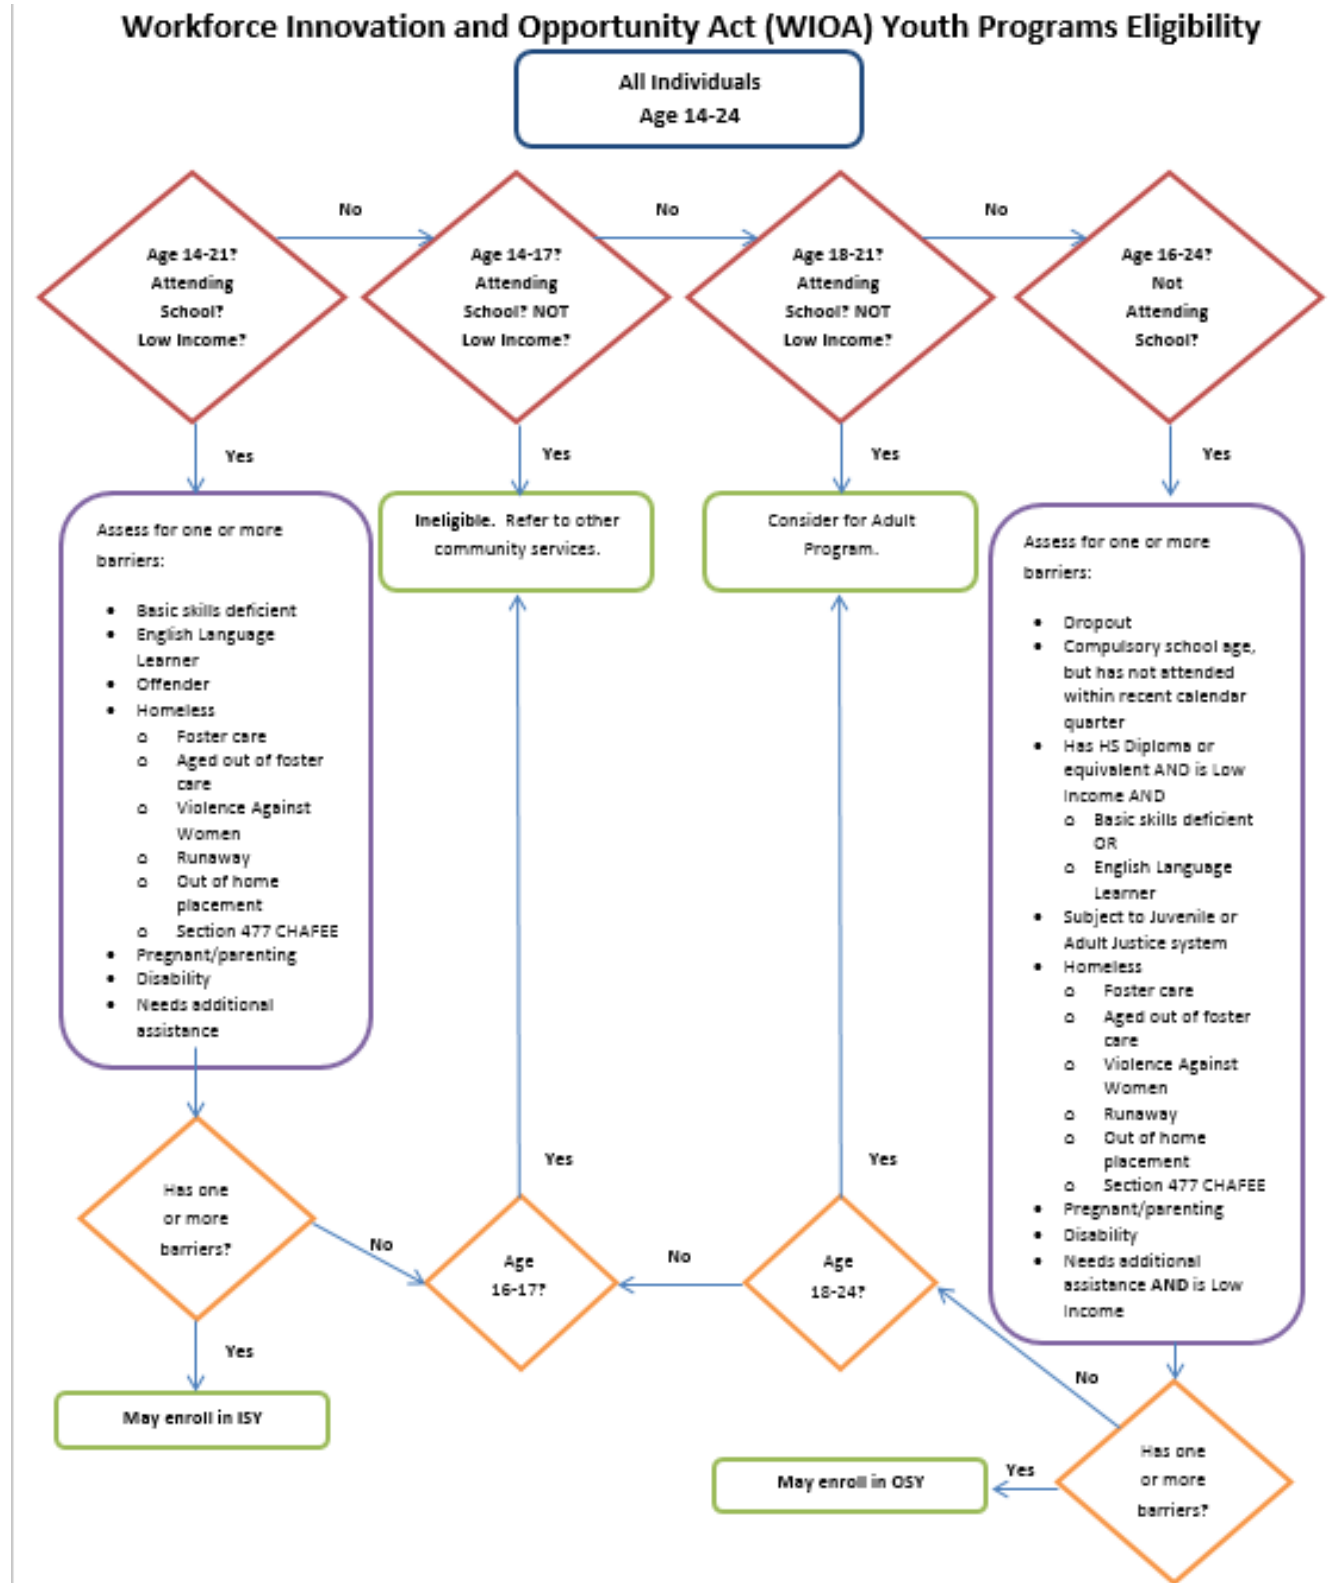 Workforce Innovation and Opportunity Act (WIOA) Youth Programs Eligibility
All Individuals
Age 14-24
No
No
No
Age 14-21?
Attending
School?
Low Income?
Age 14-17?
Attending
School? NOT
Low Income?
Age 18-21?
Attending
School? NOT
Low Income?
Age 16-24?
Not
Attending
School?
Yes
Yes
Yes
Yes
Assess for one or more
barriers:
• Basic skills deficient
• English Language
Learner
• Offender
• Homeless
o Foster care
o Aged out of foster
care
o Violence Against
Women
o Runaway
o Out of home
placement
o Section 477 CHAFEE
• Pregnant/parenting
• Disability
• Needs additional
assistance
Ineligible. Refer to other
community services.
Consider for Adult
Program.
Assess for one or more
barriers:
• Dropout
• Compulsory school age,
but has not attended
within recent calendar
quarter
• Has HS Diploma or
equivalent AND is Low
Income AND
o Basic skills deficient
OR
o English Language
Learner
• Subject to Juvenile or
Adult Justice system
• Homeless
o Foster care
o Aged out of foster
care
o Violence Against
Women
o Runaway
o Out of home
placement
o Section 477 CHAFEE
• Pregnant/parenting
• Disability
• Needs additional
assistance AND is Low
Income
Has one
or more
barriers?
No
Yes
Age
16-17?
No
Yes
Age
18-24?
No
Yes
May enroll in ISY
Has one
or more
barriers?
Yes
May enroll in OSY